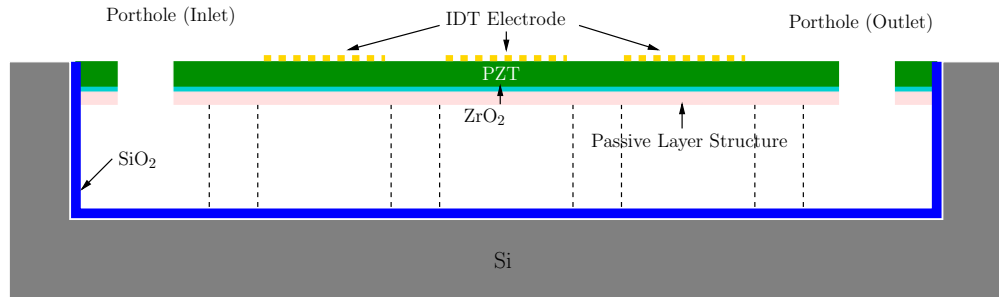 Porthole (Inlet)
IDT Electrode
Porthole (Outlet)
PZT
ZrO₂
Passive Layer Structure
SiO₂
Si